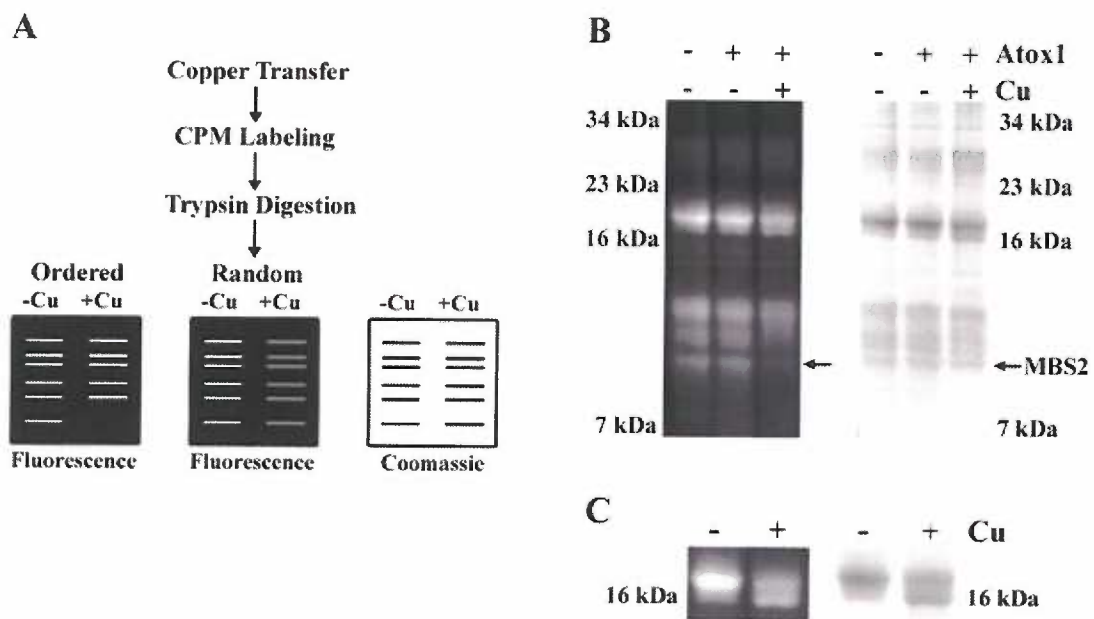 A
Copper Transfer
CPM Labeling
Trypsin Digestion
Ordered
-Cu +Cu
Random
-Cu +Cu
-Cu +Cu
Fluorescence
Fluorescence
Coomassie
B
- + + - + + Atox1
- - + - - + Cu
34 kDa 34 kDa
23 kDa 23 kDa
16 kDa 16 kDa
MBS2
7 kDa 7 kDa
C
- + - + Cu
16 kDa 16 kDa